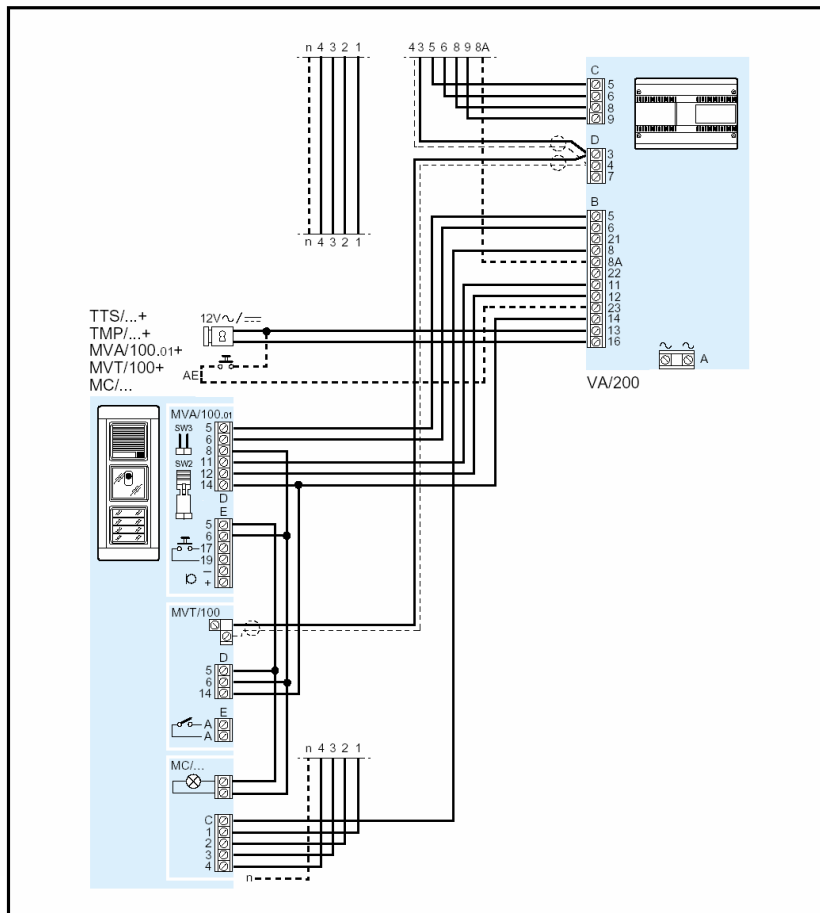 n 4 3 2 1
4 3 5 6 8 9 8A
C
5
6
8
9
D
3
4
7
B
5
6
21
8
8A
22
11
12
23
14
13
16
A
VA/200
n 4 3 2 1
TTS/...+
TMP/...+
MVA/100.01+
MVT/100+
MC/...
12V~/
AE
MVA/100.01
SW3
SW2
5
6
8
11
12
14
D
E
5
6
17
19
–
+
MVT/100
D
5
6
14
E
A
A
n 4 3 2 1
MC/...
C
1
2
3
4
n